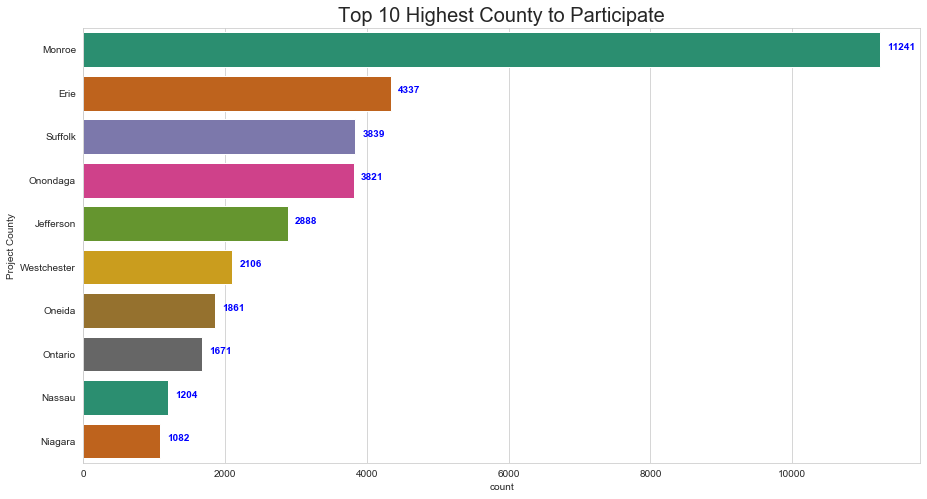 Top 10 Highest County to Participate
Project County
Monroe 11241
Erie 4337
Suffolk 3839
Onondaga 3821
Jefferson 2888
Westchester 2106
Oneida 1861
Ontario 1671
Nassau 1204
Niagara 1082
0 2000 4000 6000 8000 10000
count